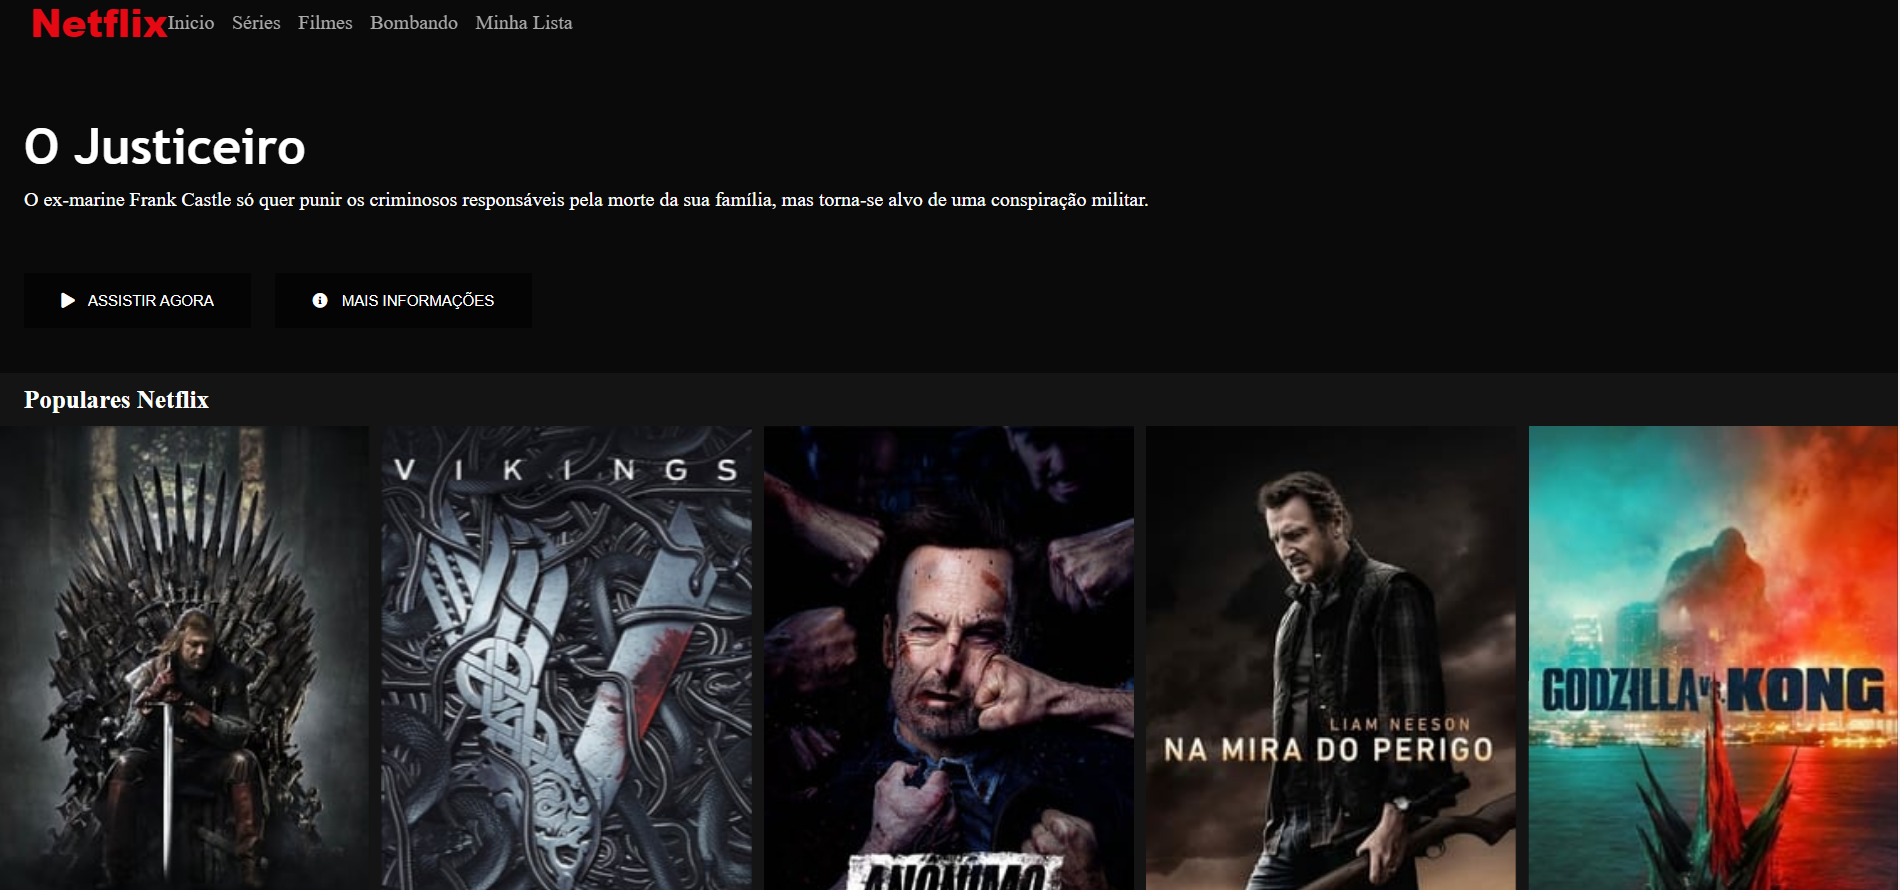 Netflix Inicio Séries Filmes Bombando Minha Lista
O Justiceiro
O ex-marine Frank Castle só quer punir os criminosos responsáveis pela morte da sua família, mas torna-se alvo de uma conspiração militar.
ASSISTIR AGORA MAIS INFORMAÇÕES
Populares Netflix
VIKINGS
LIAM NEESON
NA MIRA DO PERIGO
GODZILLA VS. KONG
ANONIMO